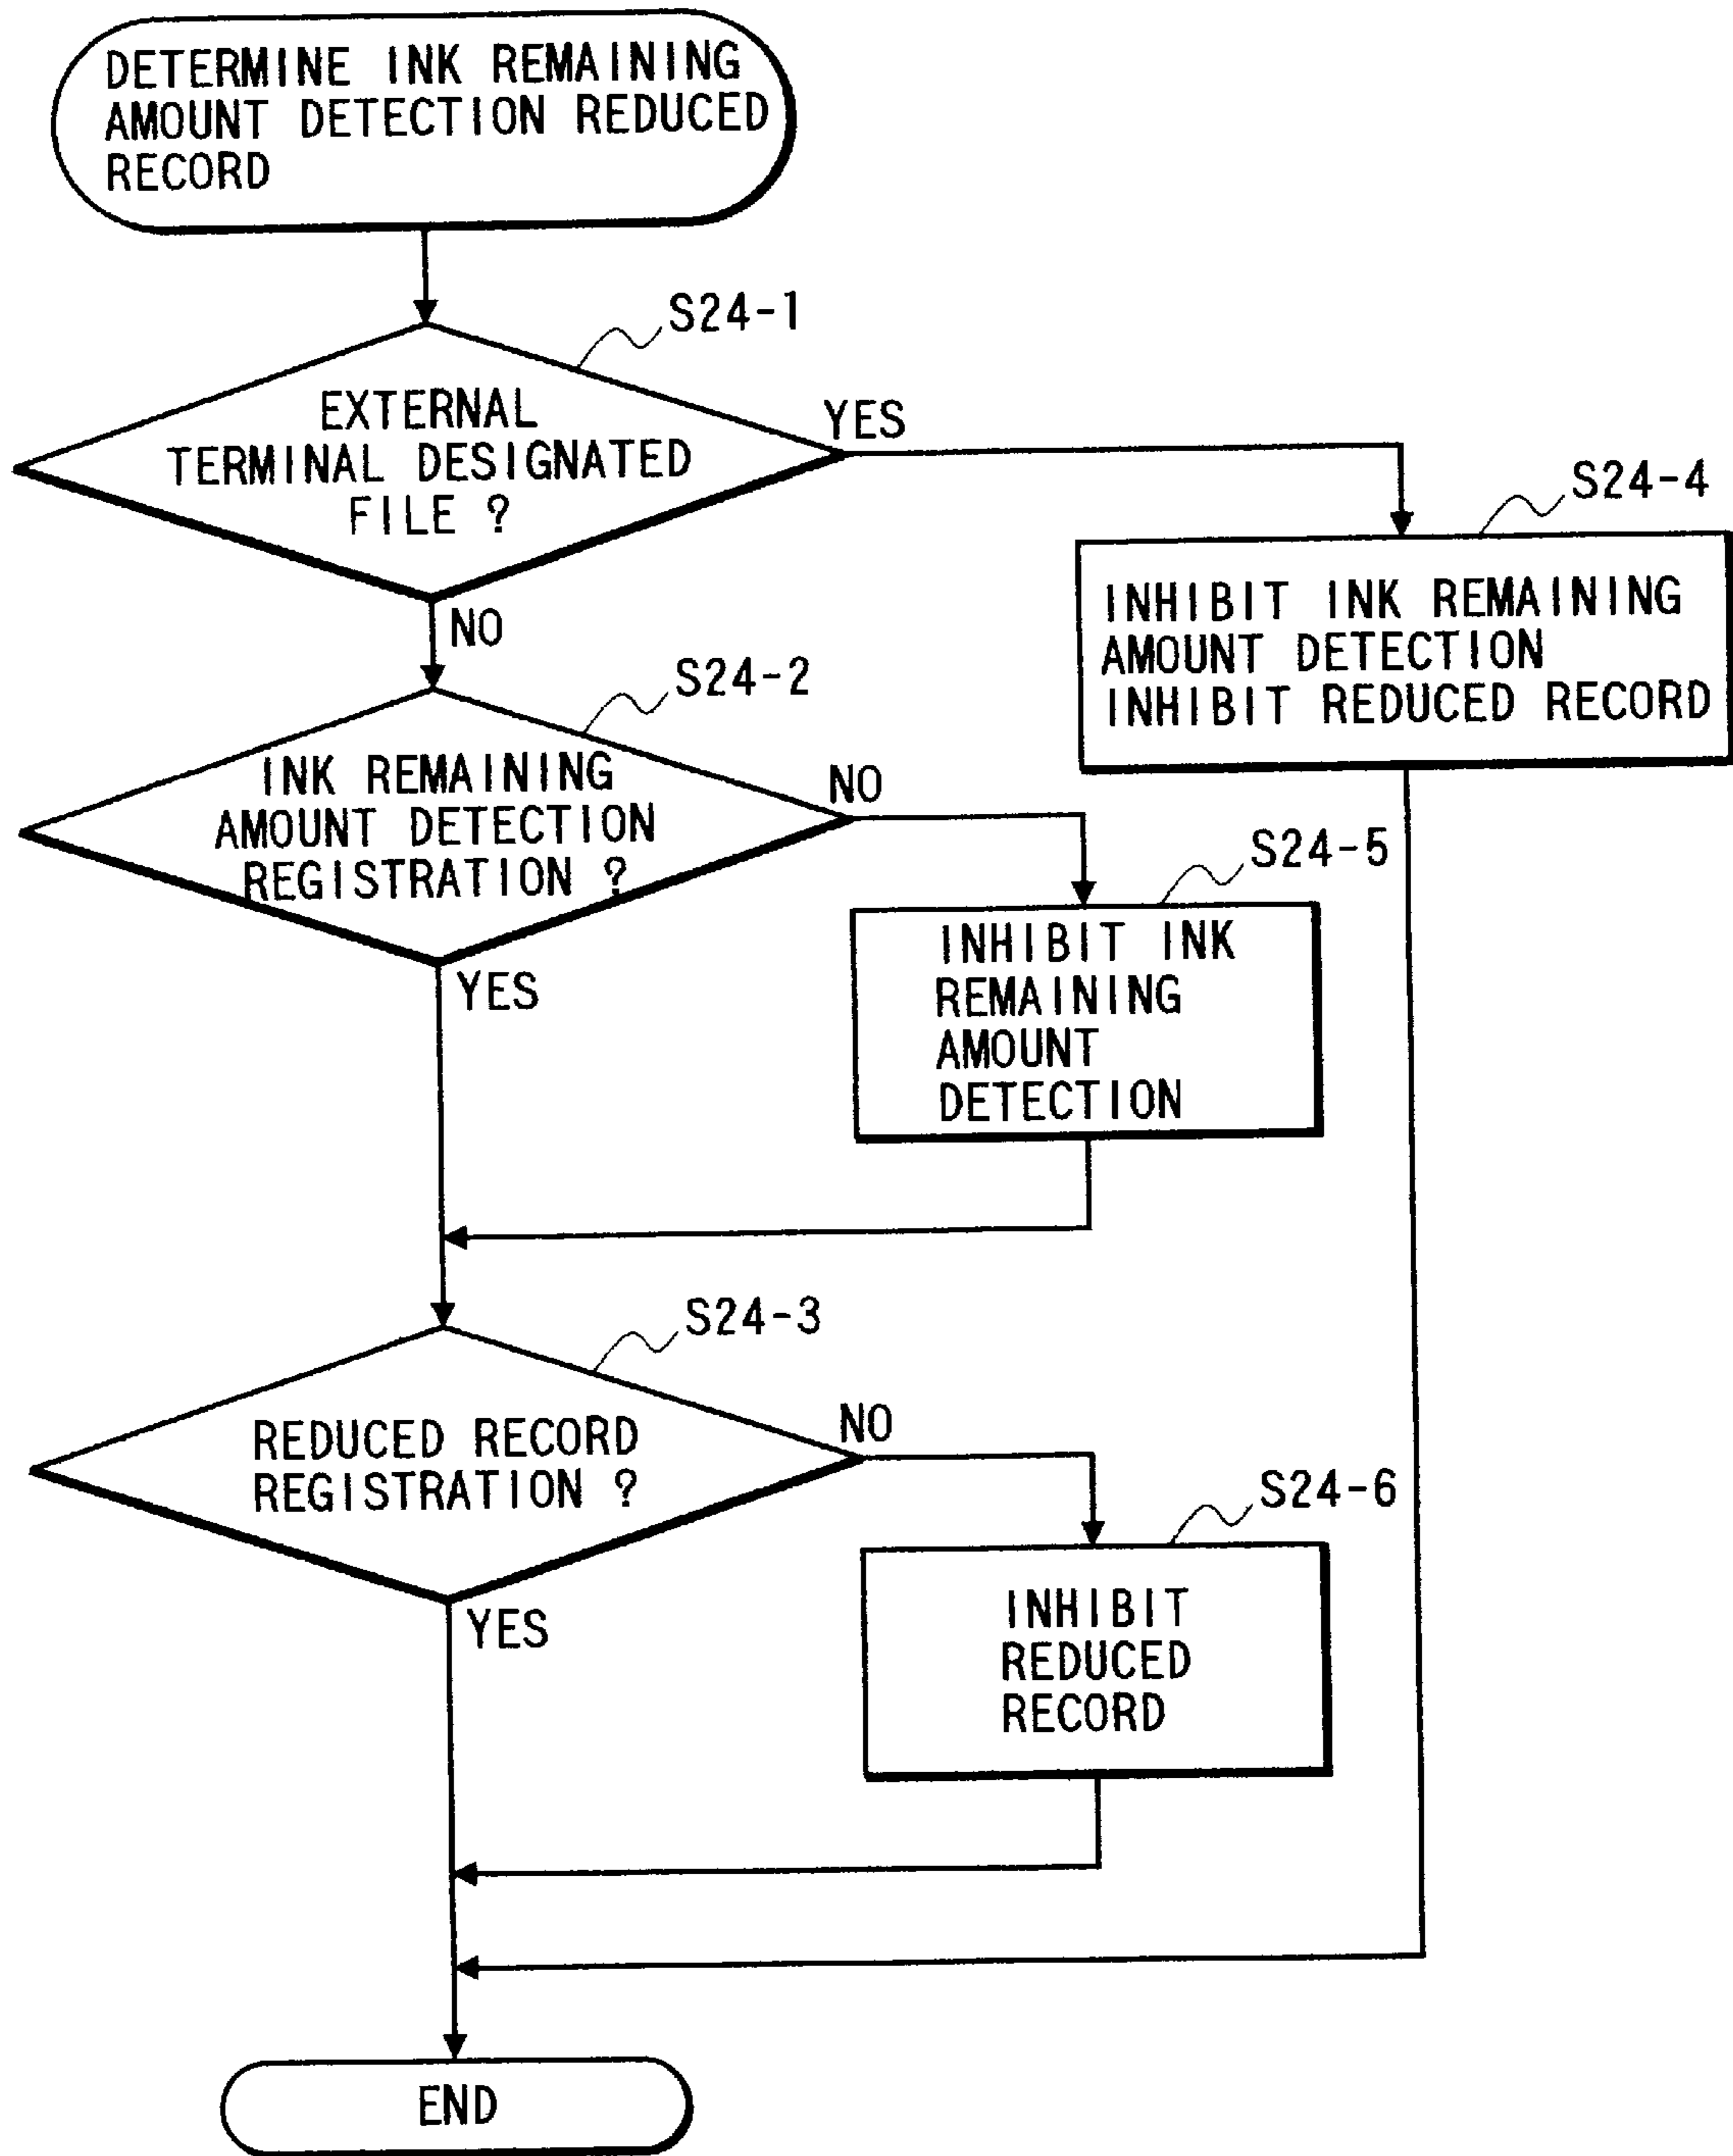 DETERMINE INK REMAINING
AMOUNT DETECTION REDUCED
RECORD
S24-1
EXTERNAL
TERMINAL DESIGNATED
FILE ?
YES
NO
S24-4
INHIBIT INK REMAINING
AMOUNT DETECTION
INHIBIT REDUCED RECORD
S24-2
INK REMAINING
AMOUNT DETECTION
REGISTRATION ?
NO
YES
S24-5
INHIBIT INK
REMAINING
AMOUNT
DETECTION
S24-3
REDUCED RECORD
REGISTRATION ?
NO
YES
S24-6
INHIBIT
REDUCED
RECORD
END